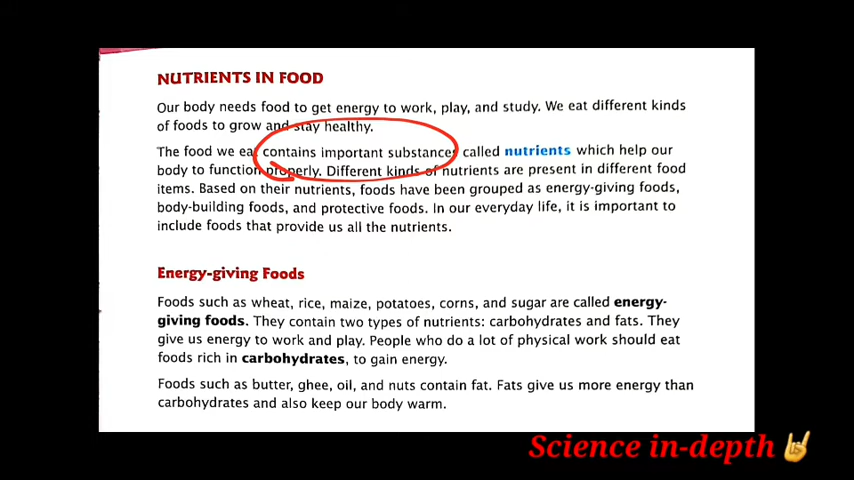 NUTRIENTS IN FOOD
Our body needs food to get energy to work, play, and study. We eat different kinds
of foods to grow and stay healthy.
The food we eat contains important substances called nutrients which help our
body to function properly. Different kinds of nutrients are present in different food
items. Based on their nutrients, foods have been grouped as energy-giving foods,
body-building foods, and protective foods. In our everyday life, it is important to
include foods that provide us all the nutrients.
Energy-giving Foods
Foods such as wheat, rice, maize, potatoes, corns, and sugar are called energy-
giving foods. They contain two types of nutrients: carbohydrates and fats. They
give us energy to work and play. People who do a lot of physical work should eat
foods rich in carbohydrates, to gain energy.
Foods such as butter, ghee, oil, and nuts contain fat. Fats give us more energy than
carbohydrates and also keep our body warm.
Science in-depth 🤘